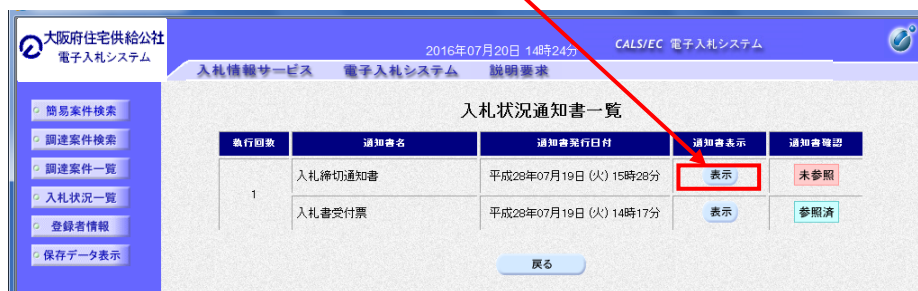 大阪府住宅供給公社
電子入札システム
2016年07月20日 14時24分
CALS/EC 電子入札システム
入札情報サービス 電子入札システム 説明要求
簡易案件検索
調達案件検索
調達案件一覧
入札状況一覧
登録者情報
保存データ表示
入札状況通知書一覧
執行回数 通知書名 通知書発行日付 通知書表示 通知書確認
1
入札締切通知書 平成28年07月19日 (火) 15時28分 表示 未参照
入札書受付票 平成28年07月19日 (火) 14時17分 表示 参照済
戻る